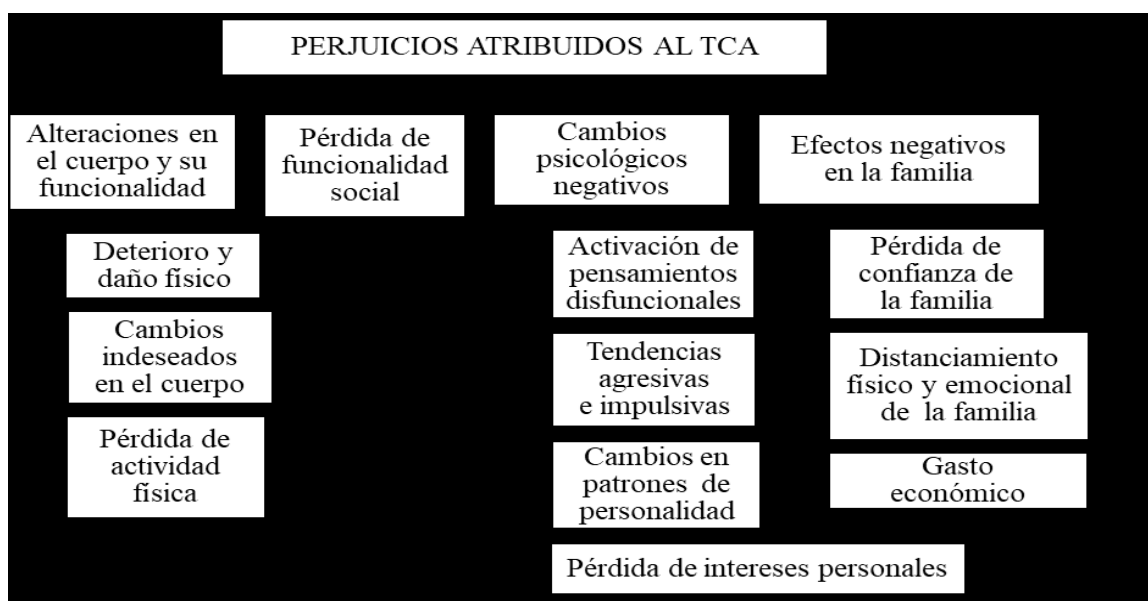 PERJUICIOS ATRIBUIDOS AL TCA
Alteraciones en
el cuerpo y su
funcionalidad
Pérdida de
funcionalidad
social
Cambios
psicológicos
negativos
Efectos negativos
en la familia
Deterioro y
daño físico
Cambios
indeseados
en el cuerpo
Pérdida de
actividad
física
Activación de
pensamientos
disfuncionales
Tendencias
agresivas
e impulsivas
Cambios en
patrones de
personalidad
Pérdida de intereses personales
Pérdida de
confianza de
la familia
Distanciamiento
físico y emocional
de la familia
Gasto
económico